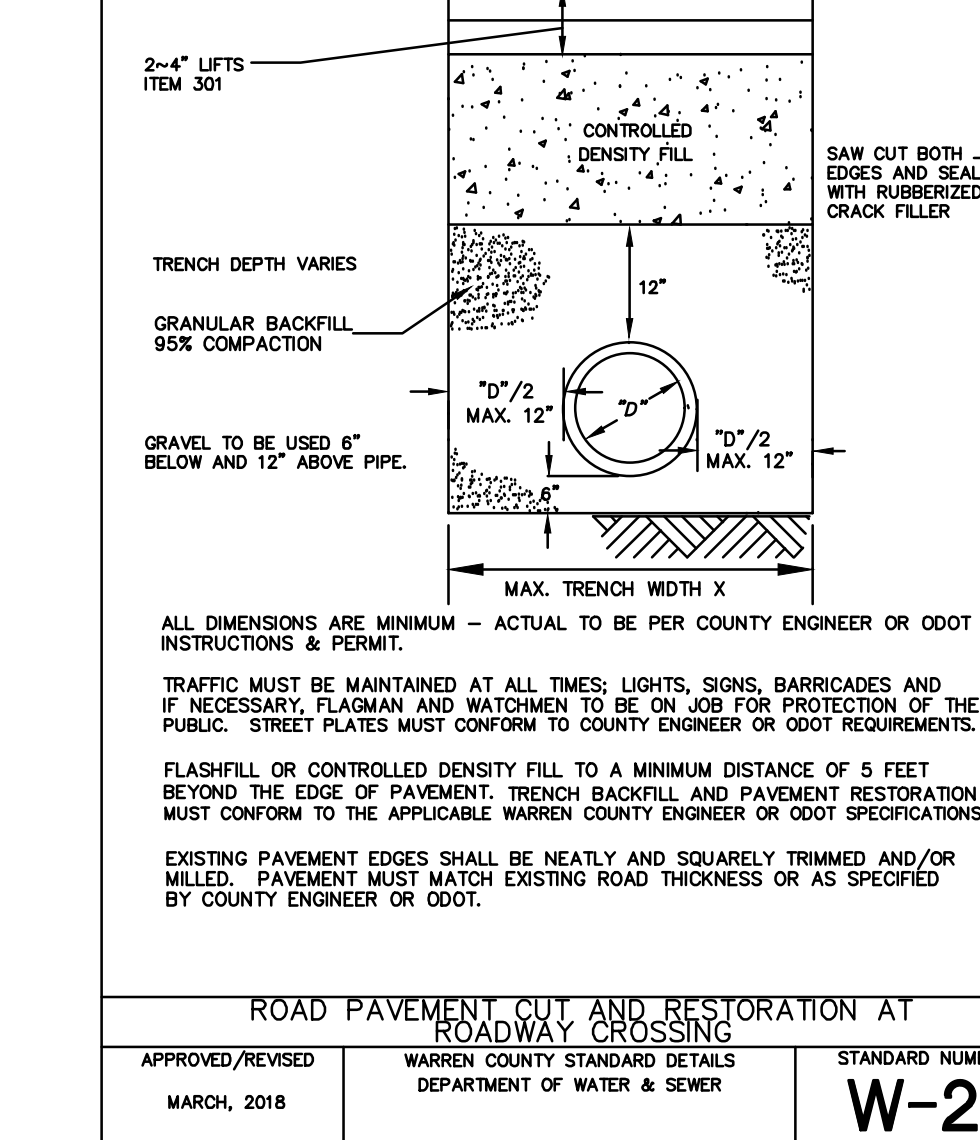 2~4" LIFTS
ITEM 301
CONTROLLED
DENSITY FILL
SAW CUT BOTH
EDGES AND SEAL
WITH RUBBERIZED
CRACK FILLER
TRENCH DEPTH VARIES
12"
GRANULAR BACKFILL
95% COMPACTION
"D"/2
MAX. 12"
"D"
"D"/2
MAX. 12"
GRAVEL TO BE USED 6"
BELOW AND 12" ABOVE PIPE.
6"
MAX. TRENCH WIDTH X
ALL DIMENSIONS ARE MINIMUM – ACTUAL TO BE PER COUNTY ENGINEER OR ODOT
INSTRUCTIONS & PERMIT.
TRAFFIC MUST BE MAINTAINED AT ALL TIMES; LIGHTS, SIGNS, BARRICADES AND
IF NECESSARY, FLAGMAN AND WATCHMEN TO BE ON JOB FOR PROTECTION OF THE
PUBLIC. STREET PLATES MUST CONFORM TO COUNTY ENGINEER OR ODOT REQUIREMENTS.
FLASHFILL OR CONTROLLED DENSITY FILL TO A MINIMUM DISTANCE OF 5 FEET
BEYOND THE EDGE OF PAVEMENT. TRENCH BACKFILL AND PAVEMENT RESTORATION
MUST CONFORM TO THE APPLICABLE WARREN COUNTY ENGINEER OR ODOT SPECIFICATIONS
EXISTING PAVEMENT EDGES SHALL BE NEATLY AND SQUARELY TRIMMED AND/OR
MILLED. PAVEMENT MUST MATCH EXISTING ROAD THICKNESS OR AS SPECIFIED
BY COUNTY ENGINEER OR ODOT.
ROAD PAVEMENT CUT AND RESTORATION AT
ROADWAY CROSSING
APPROVED/REVISED
MARCH, 2018
WARREN COUNTY STANDARD DETAILS
DEPARTMENT OF WATER & SEWER
STANDARD
W-2